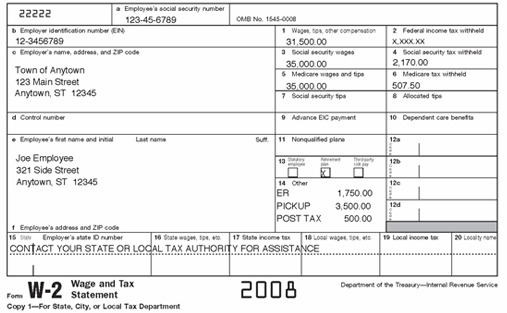 22222
a Employee's social security number
123-45-6789
OMB No. 1545-0008
b Employer identification number (EIN)
12-3456789
1 Wages, tips, other compensation
31,500.00
2 Federal income tax withheld
X,XXX.XX
c Employer's name, address, and ZIP code
Town of Anytown
123 Main Street
Anytown, ST 12345
3 Social security wages
35,000.00
4 Social security tax withheld
2,170.00
5 Medicare wages and tips
35,000.00
6 Medicare tax withheld
507.50
7 Social security tips
8 Allocated tips
d Control number
9 Advance EIC payment
10 Dependent care benefits
e Employee's first name and initial
Last name
Suff.
Joe Employee
321 Side Street
Anytown, ST 12345
11 Nonqualified plans
12a
13 Statutory employee
Retirement plan
Third-party sick pay
X
12b
14 Other
ER 1,750.00
PICKUP 3,500.00
POST TAX 500.00
12c
12d
f Employee's address and ZIP code
15 State Employer's state ID number
16 State wages, tips, etc.
17 State income tax
18 Local wages, tips, etc.
19 Local income tax
20 Locality name
CONTACT YOUR STATE OR LOCAL TAX AUTHORITY FOR ASSISTANCE
Form W-2 Wage and Tax Statement
2008
Department of the Treasury—Internal Revenue Service
Copy 1—For State, City, or Local Tax Department